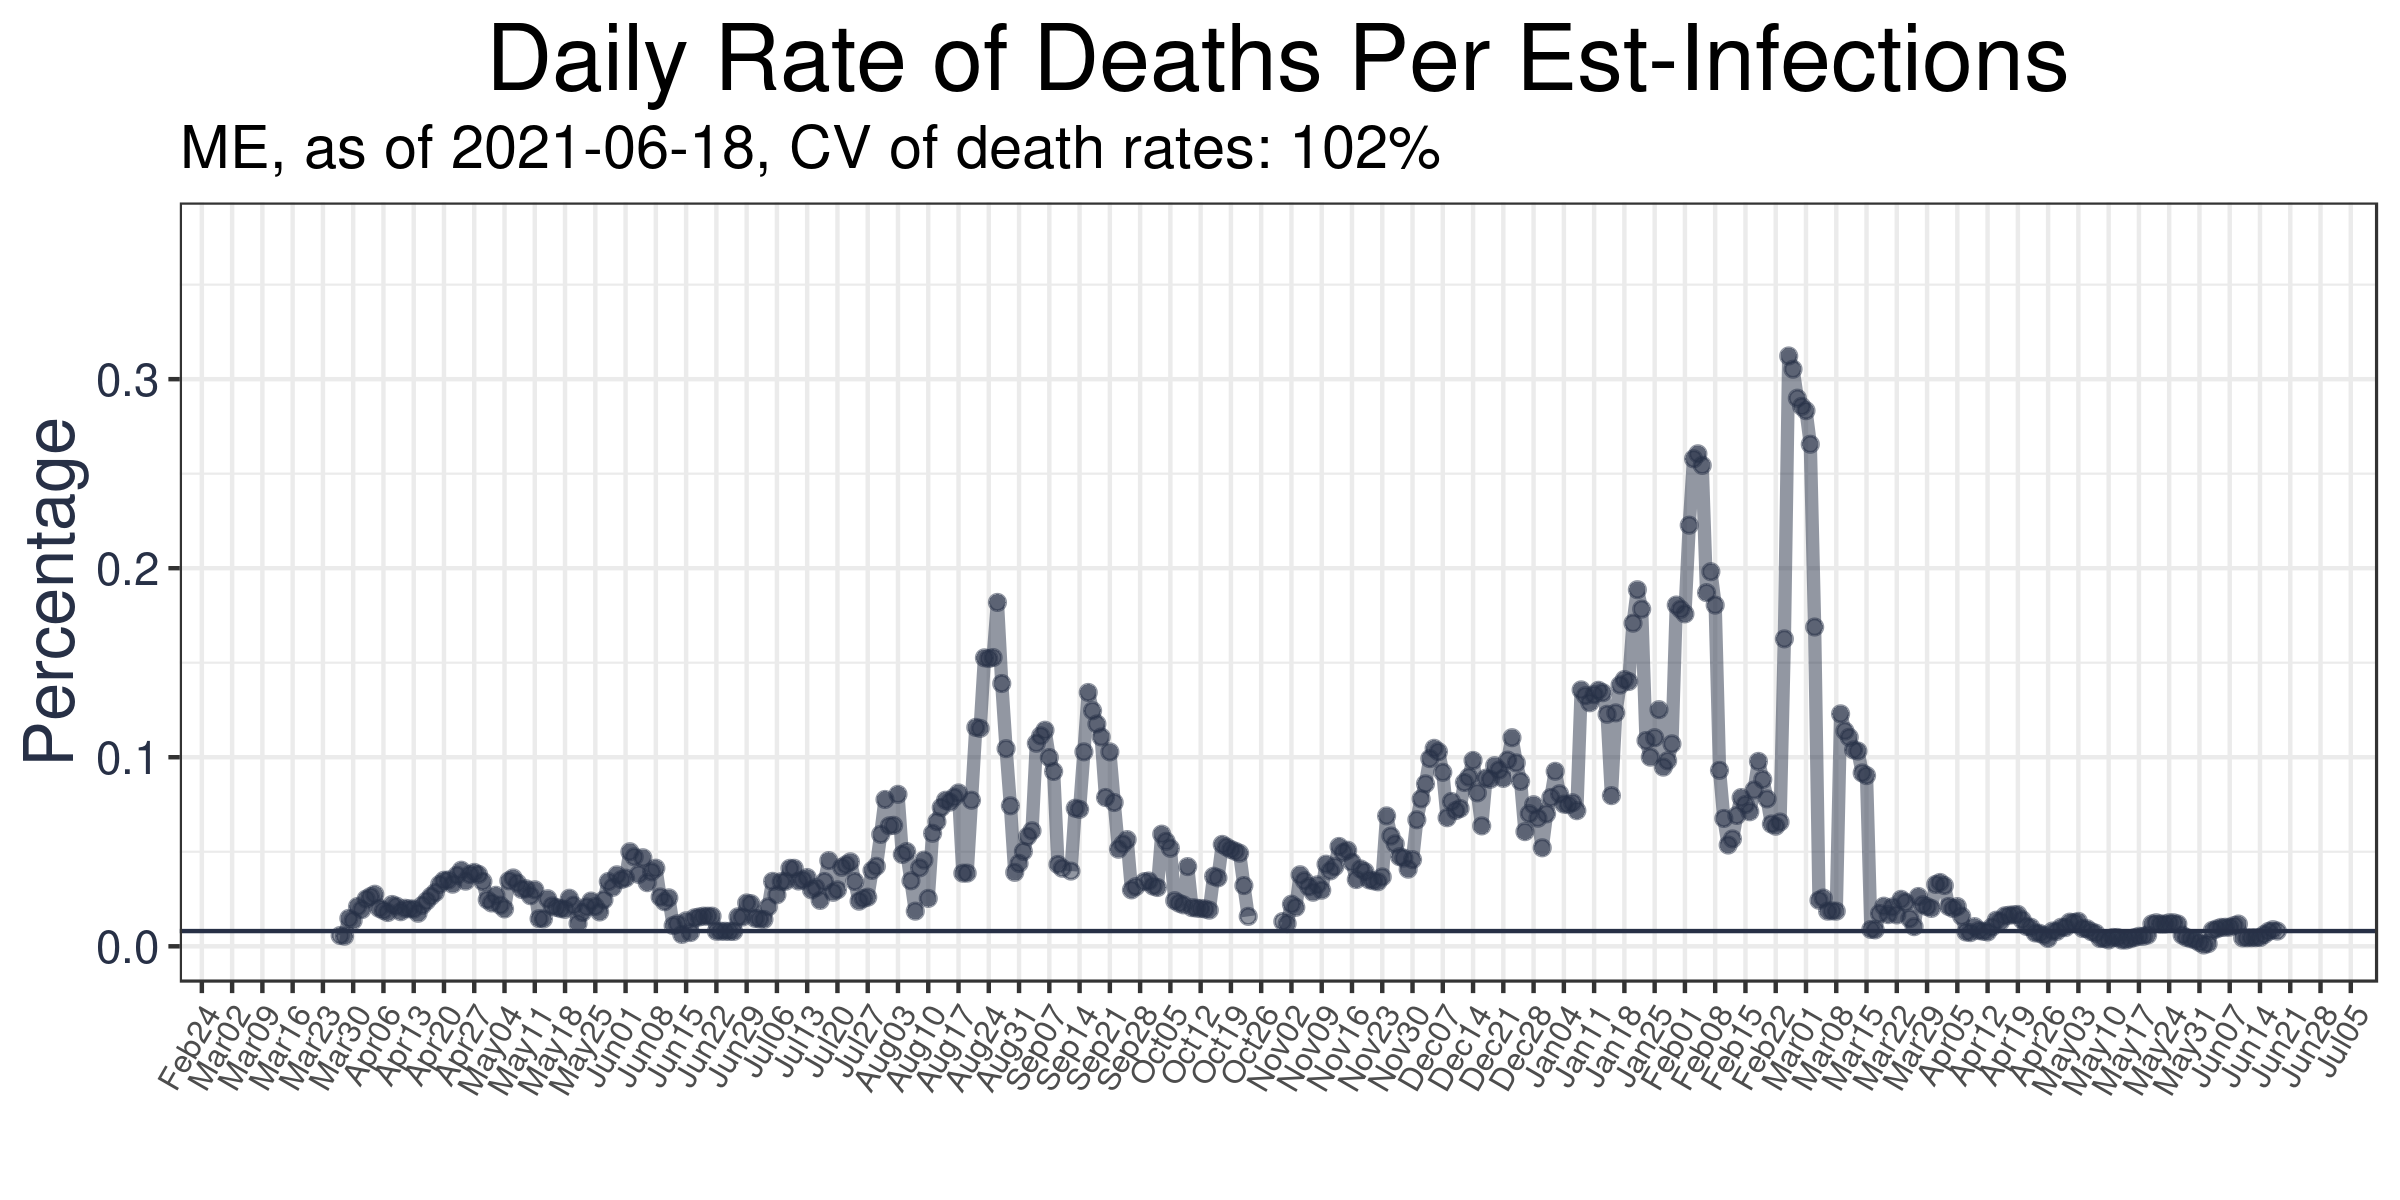 Daily Rate of Deaths Per Est-Infections
ME, as of 2021-06-18, CV of death rates: 102%
Percentage
0.3
0.2
0.1
0.0
Feb24
Mar02
Mar09
Mar16
Mar23
Mar30
Apr06
Apr13
Apr20
Apr27
May04
May11
May18
May25
Jun01
Jun08
Jun15
Jun22
Jun29
Jul06
Jul13
Jul20
Jul27
Aug03
Aug10
Aug17
Aug24
Aug31
Sep07
Sep14
Sep21
Sep28
Oct05
Oct12
Oct19
Oct26
Nov02
Nov09
Nov16
Nov23
Nov30
Dec07
Dec14
Dec21
Dec28
Jan04
Jan11
Jan18
Jan25
Feb01
Feb08
Feb15
Feb22
Mar01
Mar08
Mar15
Mar22
Mar29
Apr05
Apr12
Apr19
Apr26
May03
May10
May17
May24
May31
Jun07
Jun14
Jun21
Jun28
Jul05